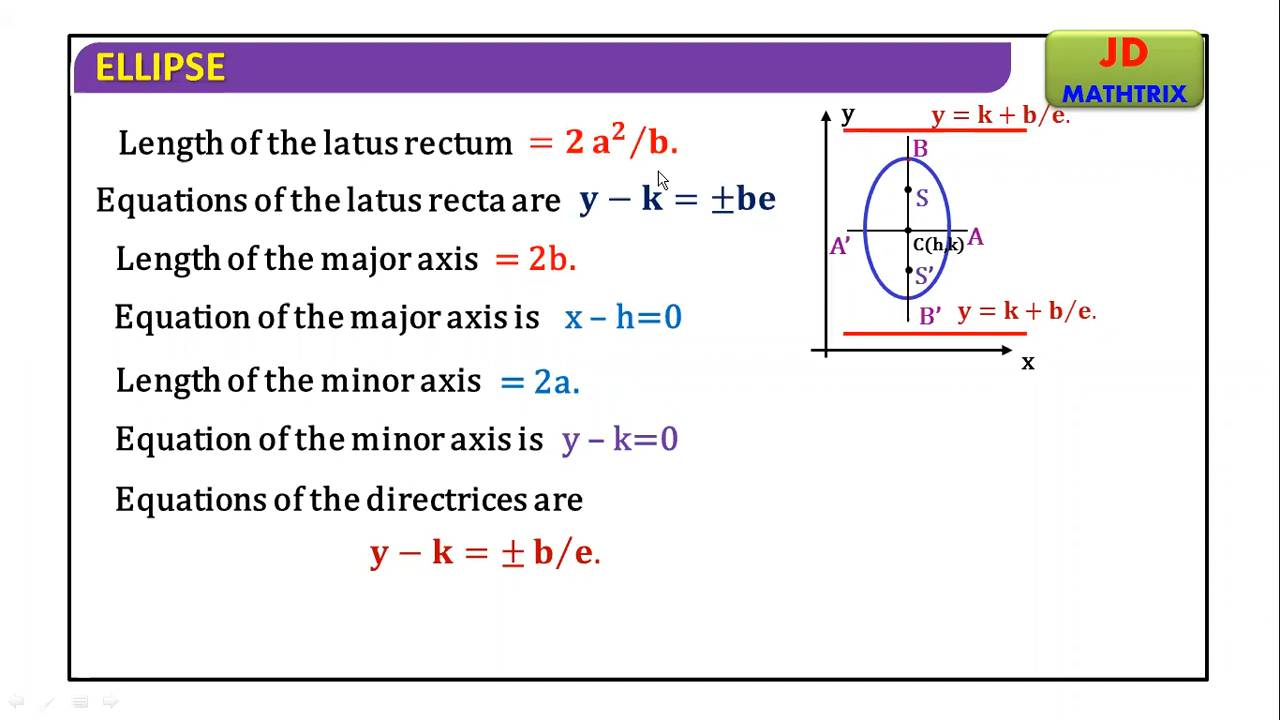 ELLIPSE
JD
MATHTRIX
Length of the latus rectum = 2 a²/b.
Equations of the latus recta are y − k = ±be
Length of the major axis = 2b.
Equation of the major axis is x – h=0
Length of the minor axis = 2a.
Equation of the minor axis is y – k=0
Equations of the directrices are
y − k = ± b/e.
y
y = k + b/e.
B
S
A'
C(h,k)
A
S'
B'
y = k + b/e.
x